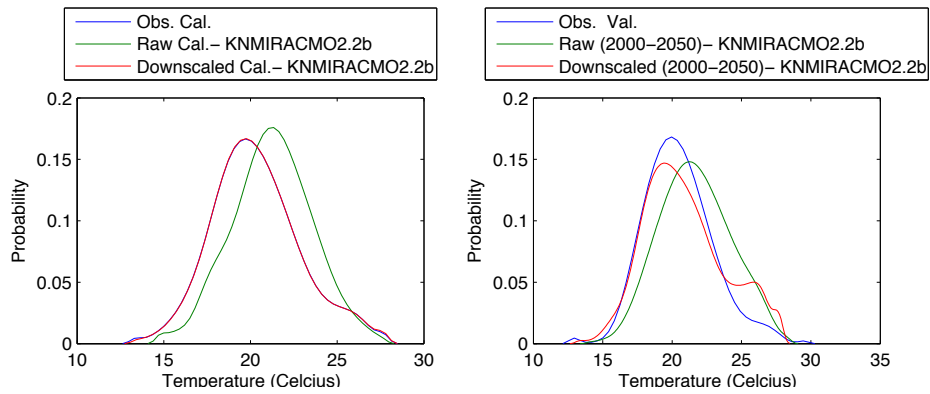 Obs. Cal.
Raw Cal.– KNMIRACMO2.2b
Downscaled Cal.– KNMIRACMO2.2b
0.2
0.15
0.1
0.05
0
Probability
10
15
20
25
30
Temperature (Celcius)
Obs. Val.
Raw (2000–2050)– KNMIRACMO2.2b
Downscaled (2000–2050)– KNMIRACMO2.2b
0.2
0.15
0.1
0.05
0
Probability
10
15
20
25
30
35
Temperature (Celcius)